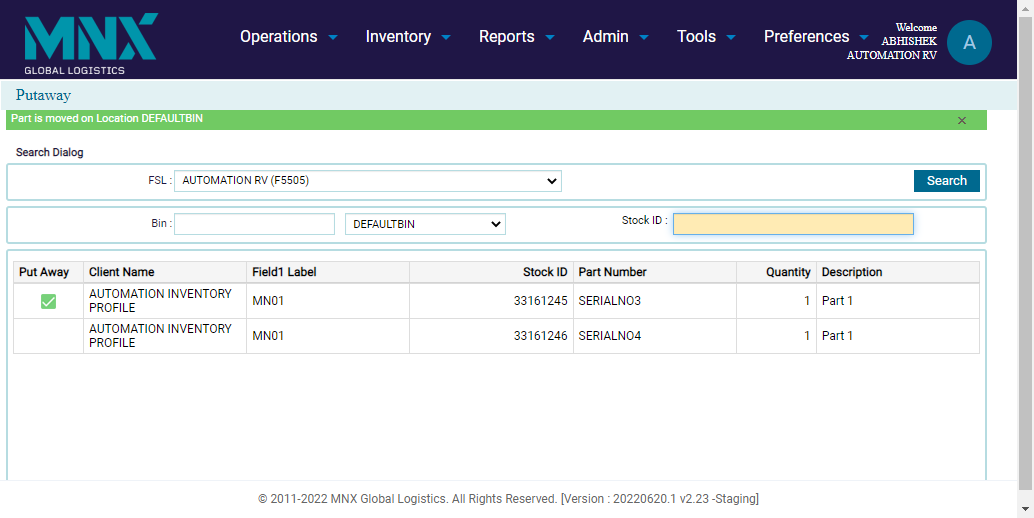 MNX
GLOBAL LOGISTICS
Operations Inventory Reports Admin Tools Preferences
Welcome
ABHISHEK
AUTOMATION RV
A
Putaway
Part is moved on Location DEFAULTBIN ×
Search Dialog
FSL : AUTOMATION RV (F5505) Search
Bin : DEFAULTBIN Stock ID :
Put Away Client Name Field1 Label Stock ID Part Number Quantity Description
AUTOMATION INVENTORY
PROFILE MN01 33161245 SERIALNO3 1 Part 1
AUTOMATION INVENTORY
PROFILE MN01 33161246 SERIALNO4 1 Part 1
© 2011-2022 MNX Global Logistics. All Rights Reserved. [Version : 20220620.1 v2.23 -Staging]